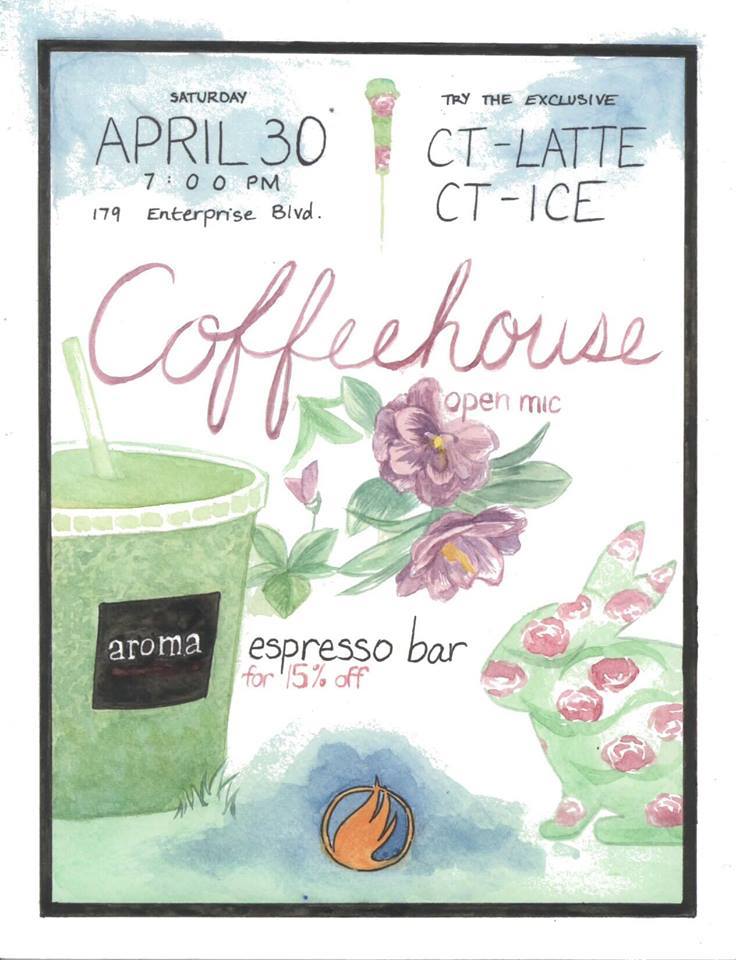 SATURDAY
APRIL 30
7:00 PM
179 Enterprise Blvd.
TRY THE EXCLUSIVE
CT-LATTE
CT-ICE
Coffeehouse
open mic
aroma
espresso bar
for 15% off